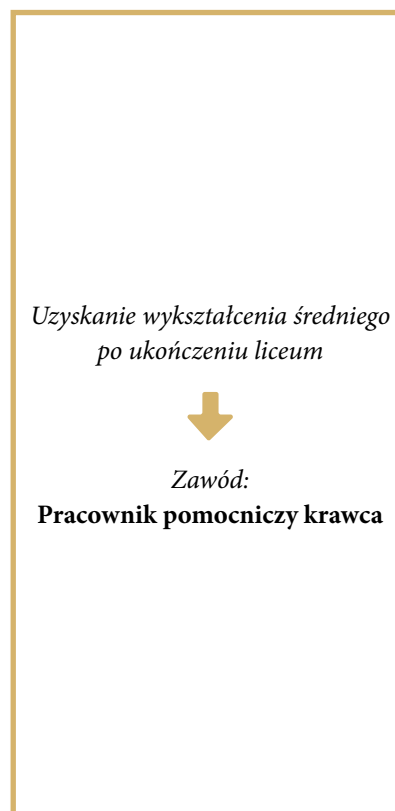 Uzyskanie wykształcenia średniego
po ukończeniu liceum
Zawód:
Pracownik pomocniczy krawca